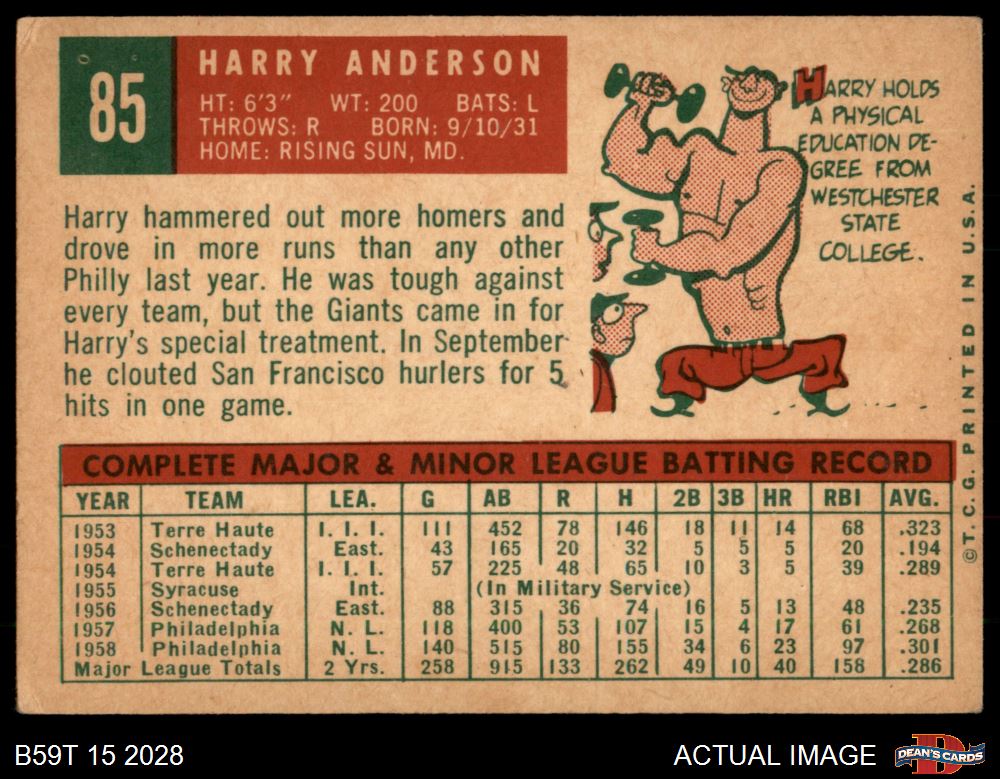 85
HARRY ANDERSON
HT: 6'3" WT: 200 BATS: L
THROWS: R BORN: 9/10/31
HOME: RISING SUN, MD.
Harry hammered out more homers and
drove in more runs than any other
Philly last year. He was tough against
every team, but the Giants came in for
Harry's special treatment. In September
he clouted San Francisco hurlers for 5
hits in one game.
HARRY HOLDS
A PHYSICAL
EDUCATION DE-
GREE FROM
WESTCHESTER
STATE
COLLEGE.
COMPLETE MAJOR & MINOR LEAGUE BATTING RECORD
YEAR TEAM LEA. G AB R H 2B 3B HR RBI AVG.
1953 Terre Haute I. I. I. 111 452 78 146 18 11 14 68 .323
1954 Schenectady East. 43 165 20 32 5 5 5 20 .194
1954 Terre Haute I. I. I. 57 225 48 65 10 3 5 39 .289
1955 Syracuse Int. (In Military Service)
1956 Schenectady East. 88 315 36 74 16 5 13 48 .235
1957 Philadelphia N. L. 118 400 53 107 15 4 17 61 .268
1958 Philadelphia N. L. 140 515 80 155 34 6 23 97 .301
Major League Totals 2 Yrs. 258 915 133 262 49 10 40 158 .286
© T. C. G. PRINTED IN U.S.A.
B59T 15 2028
ACTUAL IMAGE
DEAN'S CARDS